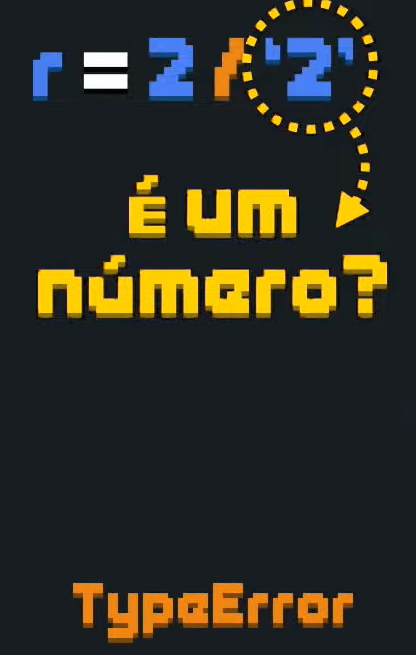 r = 2 / '2'
É um
número?
TypeError